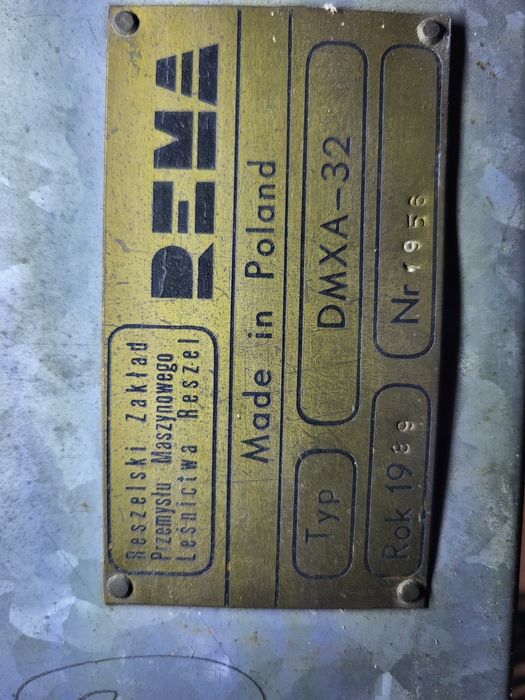 Reszelski Zakład
Przemysłu Maszynowego
Leśnictwa Reszel
REMA
Made in Poland
Typ
DMXA-32
Rok 1989
Nr 1956